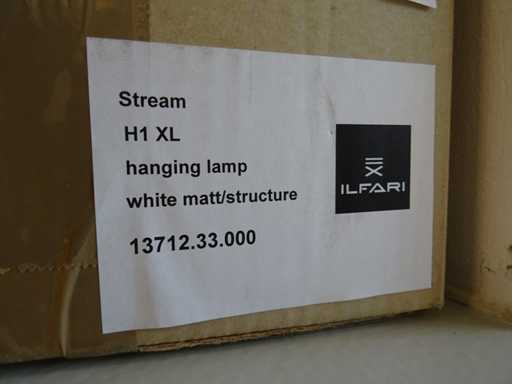 Stream
H1 XL
hanging lamp
white matt/structure
13712.33.000
ILFARI